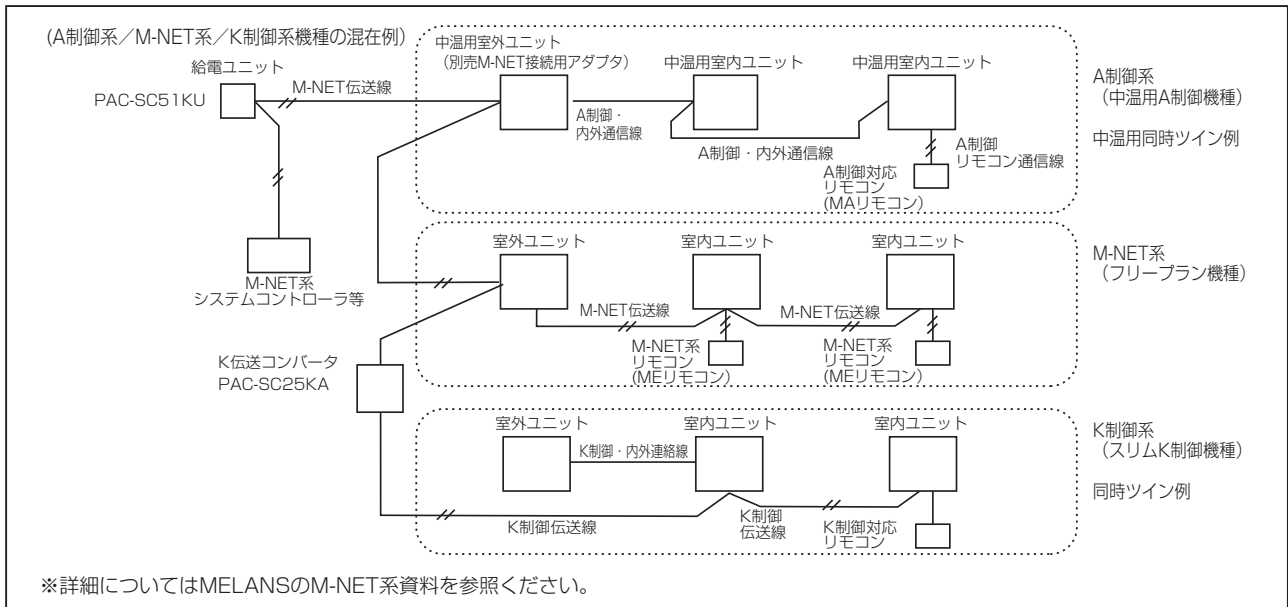 (A制御系／M-NET系／K制御系機種の混在例)
給電ユニット
PAC-SC51KU
M-NET伝送線
中温用室外ユニット
(別売M-NET接続用アダプタ)
中温用室内ユニット
中温用室内ユニット
A制御・
内外通信線
A制御・内外通信線
A制御
リモコン通信線
A制御対応
リモコン
(MAリモコン)
A制御系
（中温用A制御機種）
中温用同時ツイン例
M-NET系
システムコントローラ等
室外ユニット
室内ユニット
室内ユニット
M-NET伝送線
M-NET伝送線
M-NET系
リモコン
(MEリモコン)
M-NET系
リモコン
(MEリモコン)
M-NET系
（フリープラン機種）
K伝送コンバータ
PAC-SC25KA
室外ユニット
室内ユニット
室内ユニット
K制御・内外連絡線
K制御伝送線
K制御
伝送線
K制御対応
リモコン
K制御系
（スリムK制御機種）
同時ツイン例
※詳細についてはMELANSのM-NET系資料を参照ください。